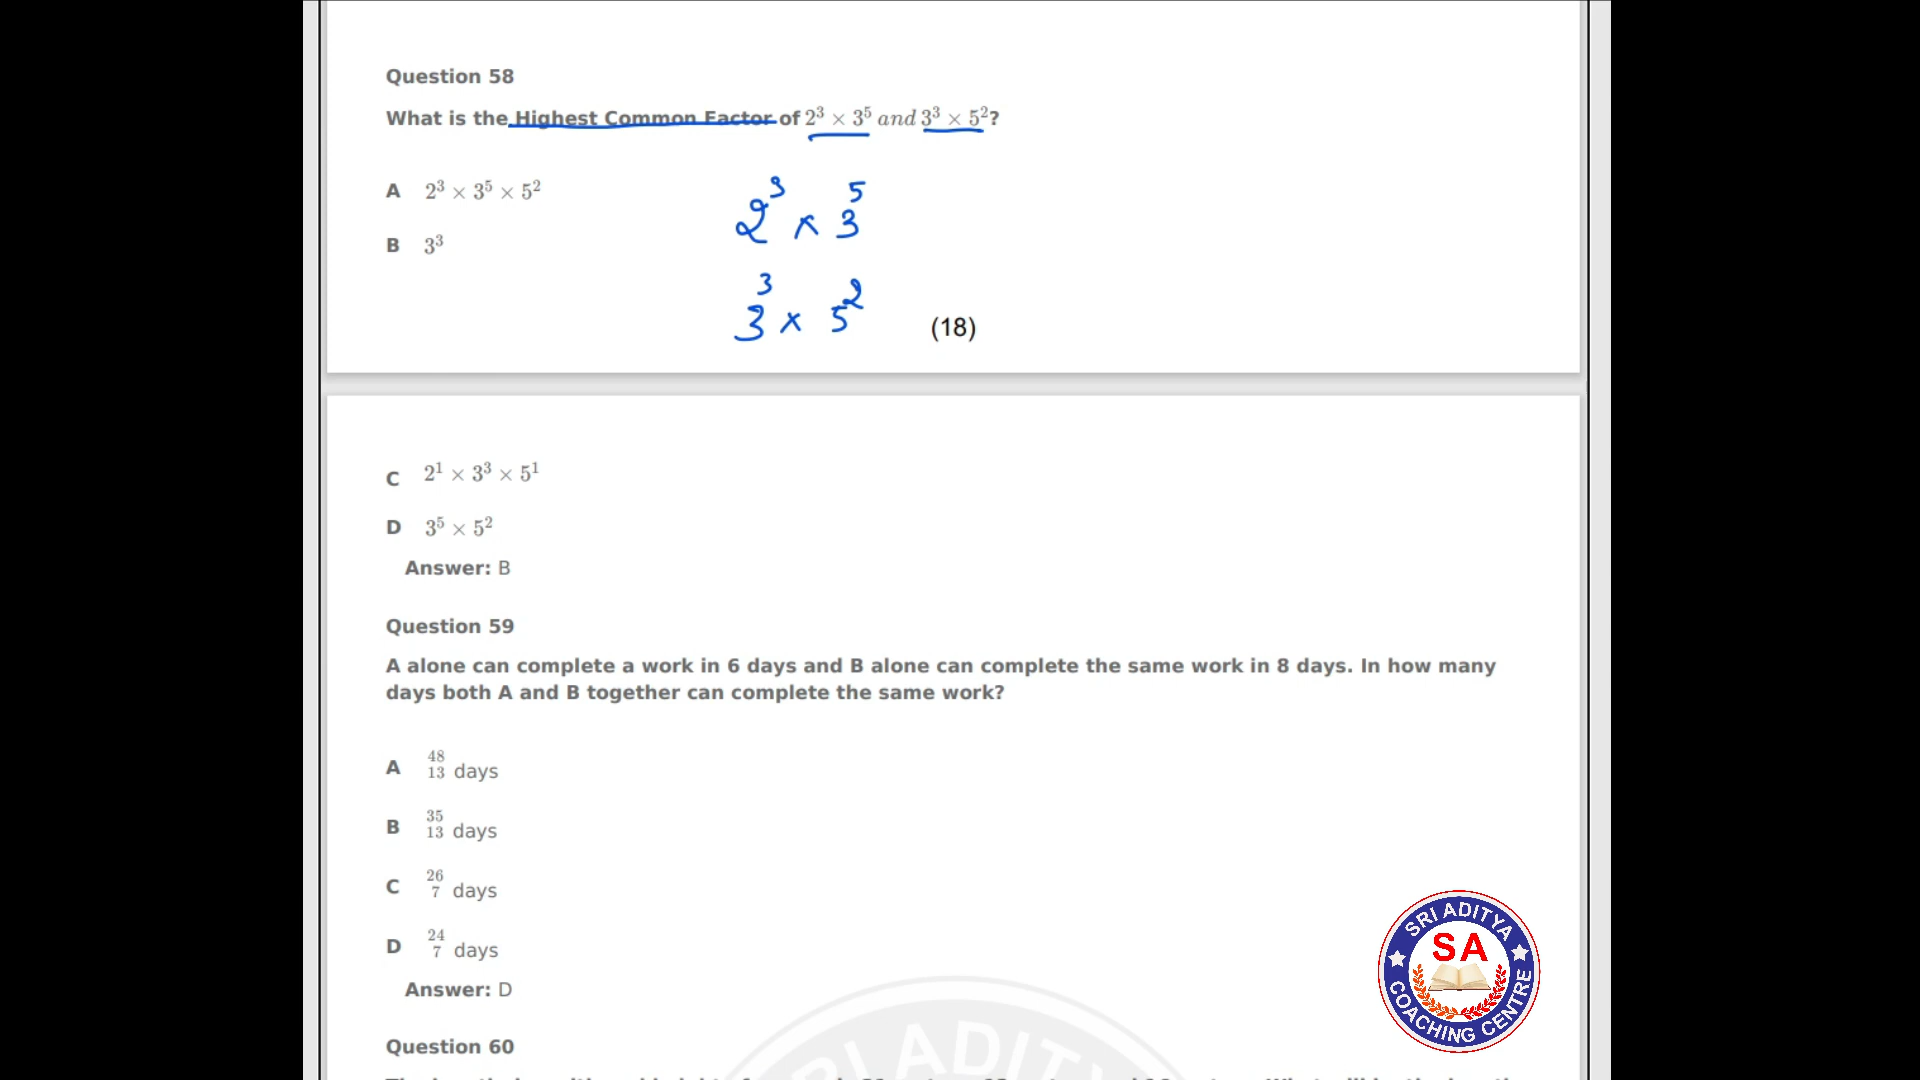 Question 58
What is the Highest Common Factor of 2³ × 3⁵ and 3³ × 5²?
A 2³ × 3⁵ × 5²
2³ × 3⁵
B 3³
3³ × 5²
(18)
C 2¹ × 3³ × 5¹
D 3⁵ × 5²
Answer: B
Question 59
A alone can complete a work in 6 days and B alone can complete the same work in 8 days. In how many
days both A and B together can complete the same work?
A 48/13 days
B 35/13 days
C 26/7 days
D 24/7 days
Answer: D
SRI ADITYA
SA
COACHING CENTRE
SRI ADIT
Question 60